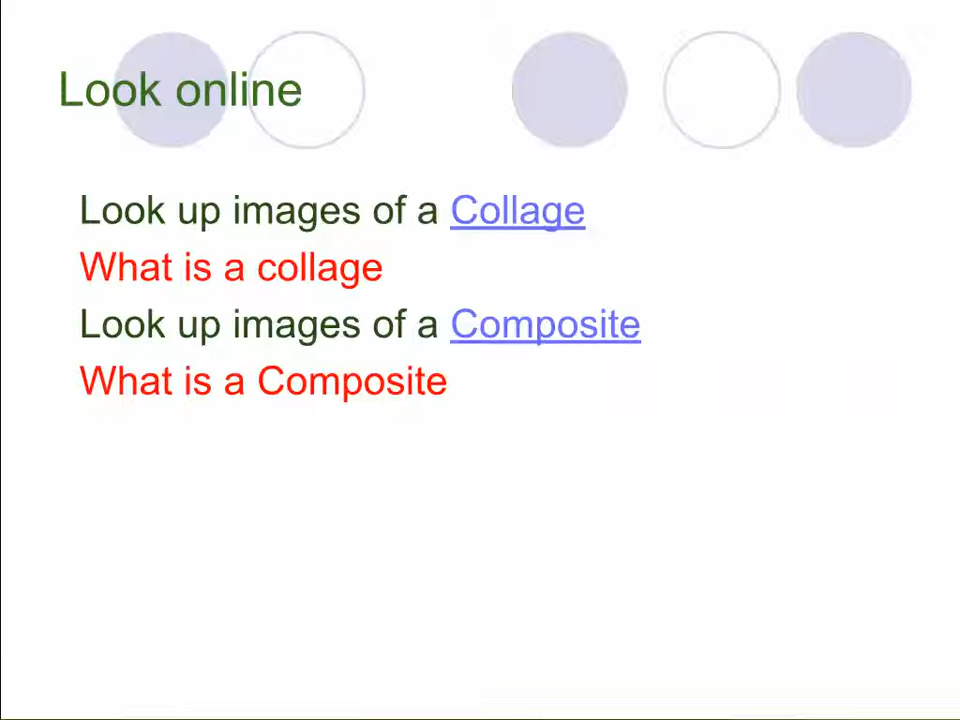 Look online
Look up images of a Collage
What is a collage
Look up images of a Composite
What is a Composite